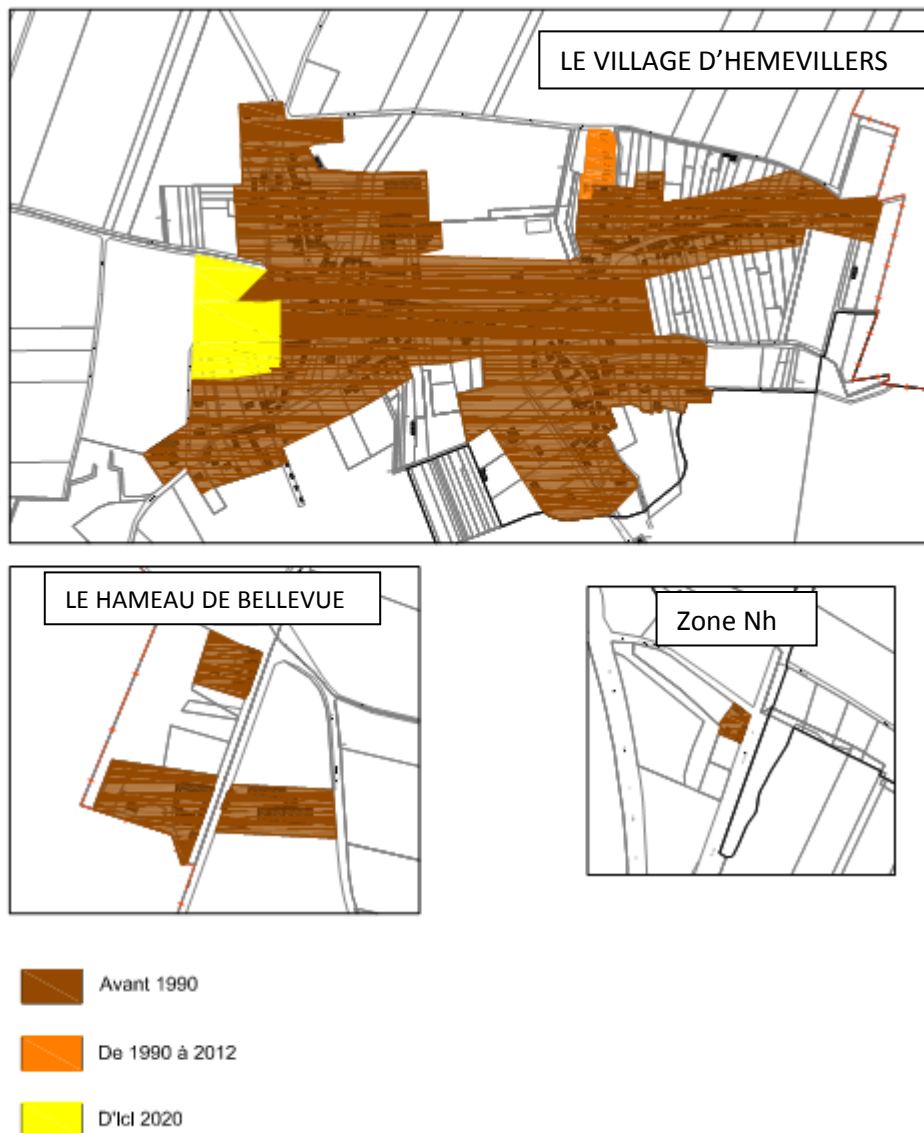 LE VILLAGE D'HEMEVILLERS
LE HAMEAU DE BELLEVUE
Zone Nh
Avant 1990
De 1990 à 2012
D'Ici 2020